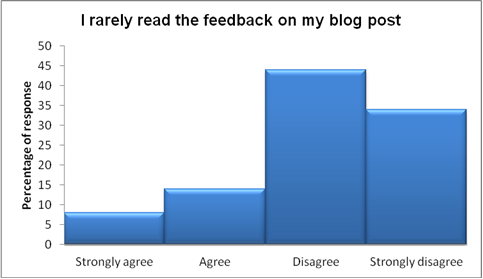 I rarely read the feedback on my blog post
Percentage of response
50
45
40
35
30
25
20
15
10
5
0
Strongly agree
Agree
Disagree
Strongly disagree